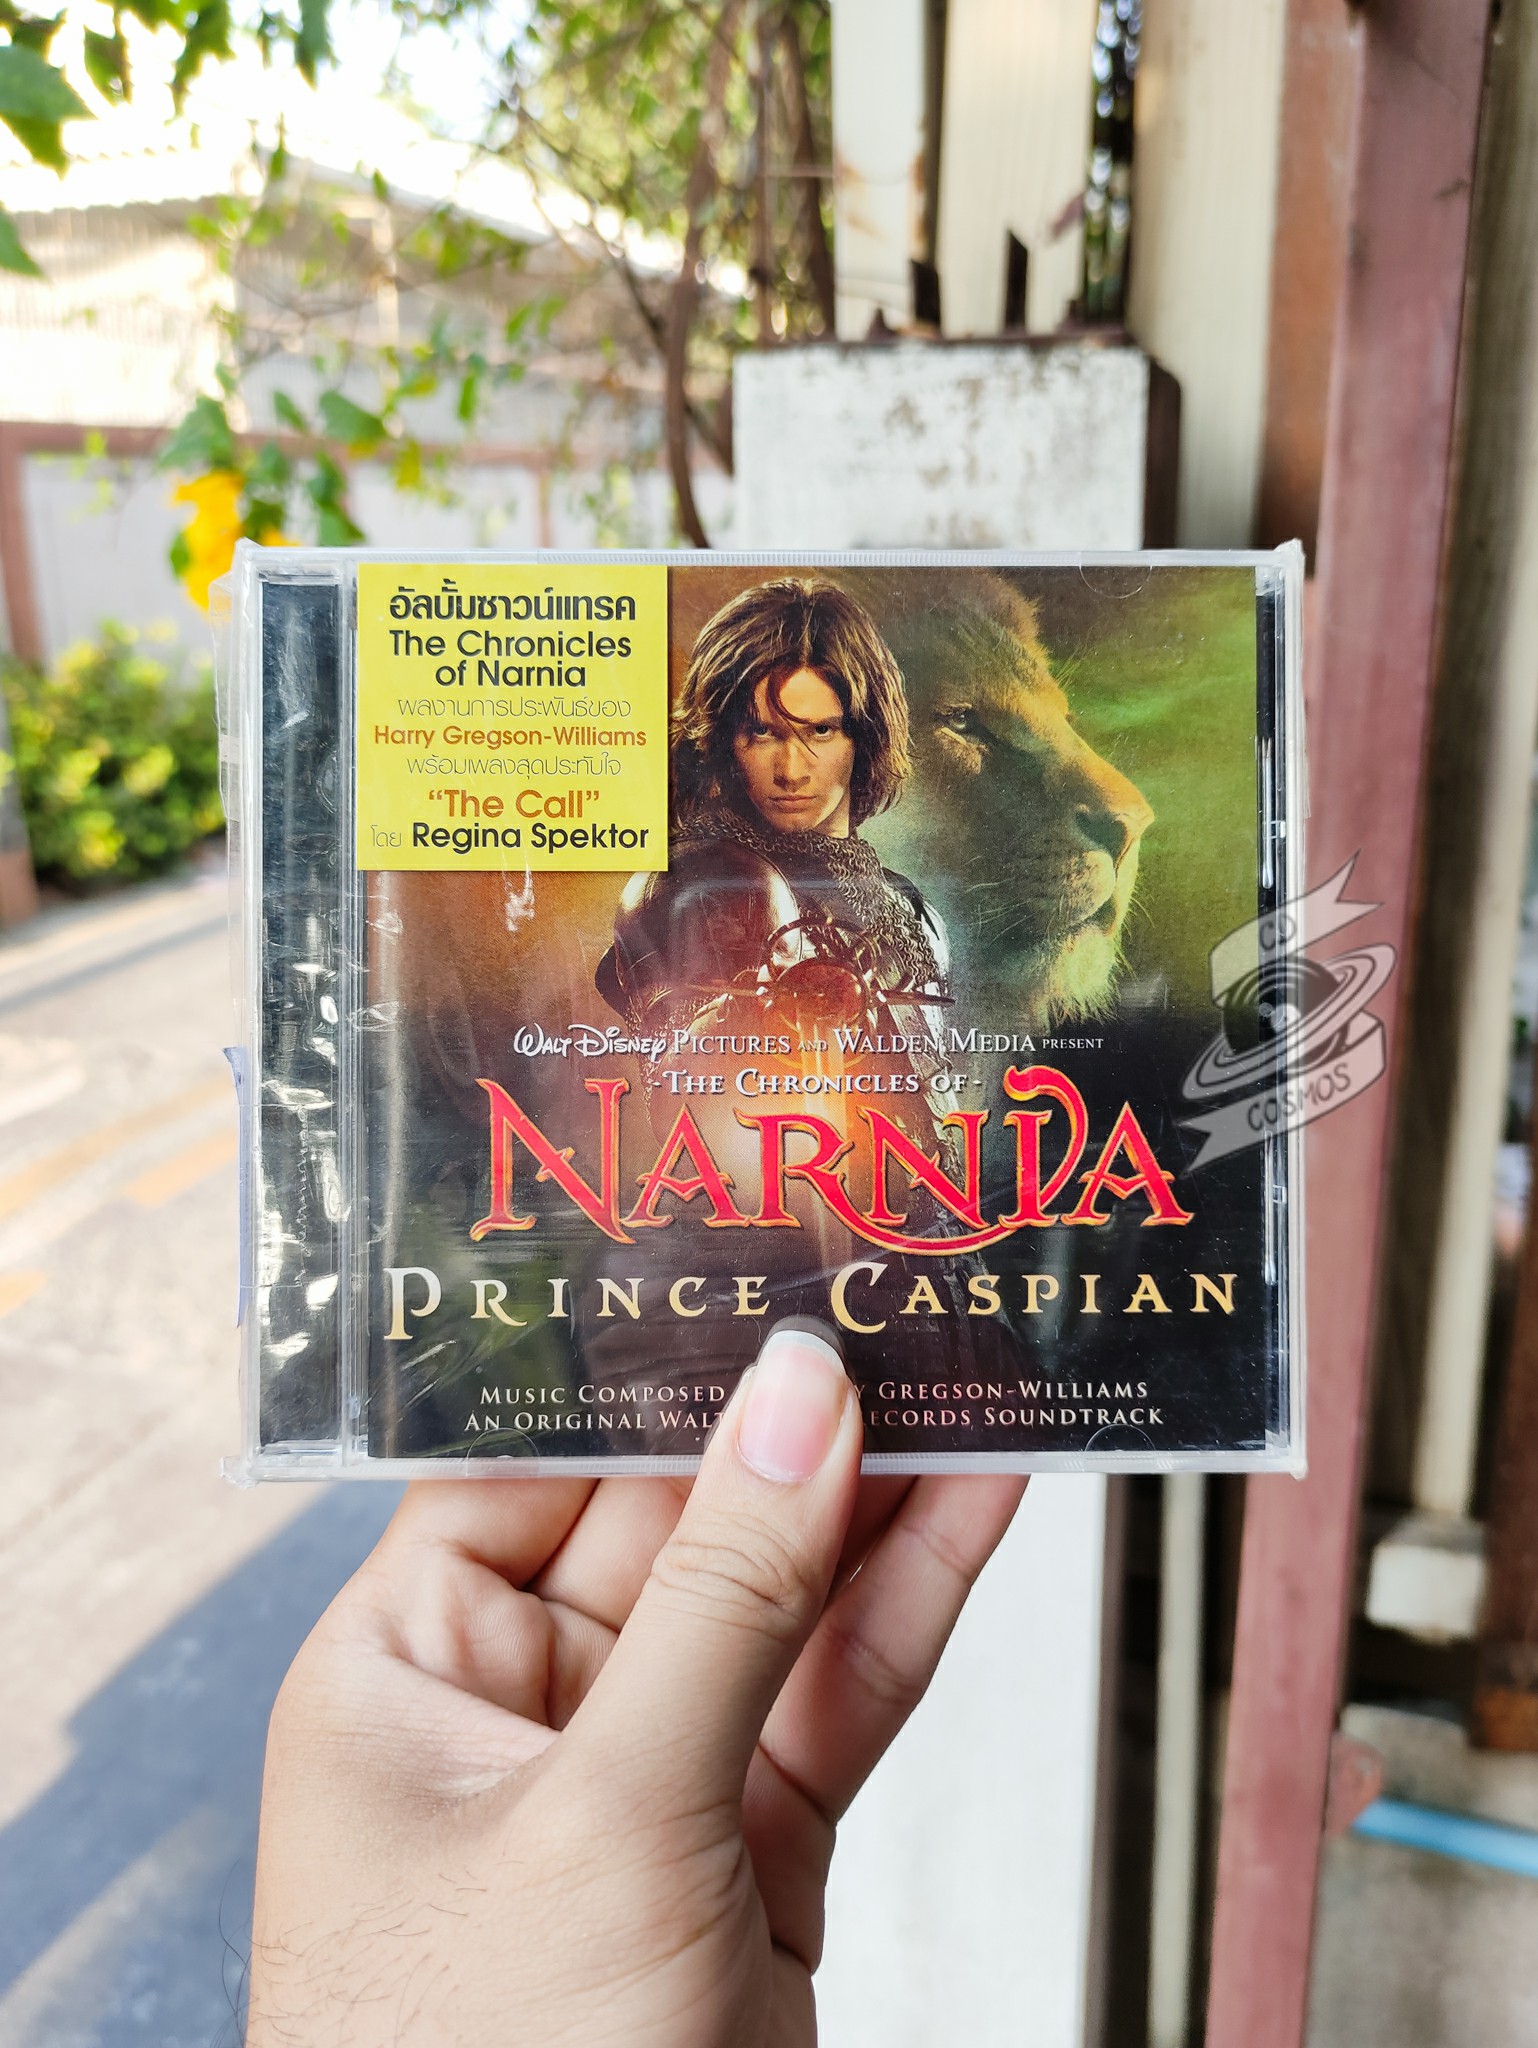 อัลบั้มซาวน์แทรค
The Chronicles
of Narnia
ผลงานการประพันธ์ของ
Harry Gregson-Williams
พร้อมเพลงสุดประทับใจ
“The Call”
โดย Regina Spektor
WALT DISNEY PICTURES AND WALDEN MEDIA PRESENT
-THE CHRONICLES OF-
NARNIA
PRINCE CASPIAN
MUSIC COMPOSED Y GREGSON-WILLIAMS
AN ORIGINAL WALT RECORDS SOUNDTRACK
CD
COSMOS